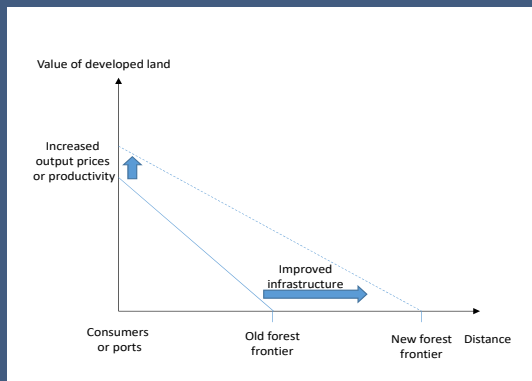 Value of developed land
Increased
output prices
or productivity
Improved
infrastructure
Consumers
or ports
Old forest
frontier
New forest
frontier
Distance